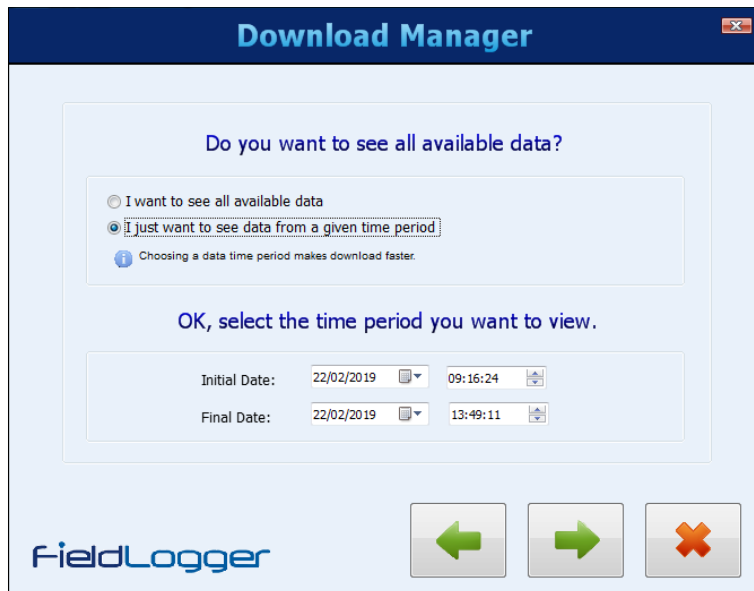 Download Manager
Do you want to see all available data?
I want to see all available data
I just want to see data from a given time period
Choosing a data time period makes download faster.
OK, select the time period you want to view.
Initial Date: 22/02/2019 09:16:24
Final Date: 22/02/2019 13:49:11
FieldLogger